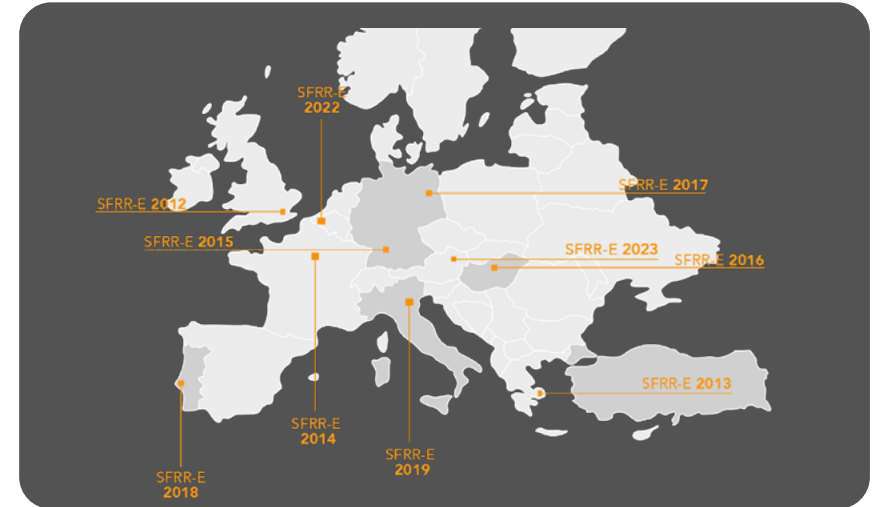 SFRR-E
2022
SFRR-E 2017
SFRR-E 2012
SFRR-E 2015
SFRR-E 2023
SFRR-E 2016
SFRR-E 2013
SFRR-E
2014
SFRR-E
2019
SFRR-E
2018